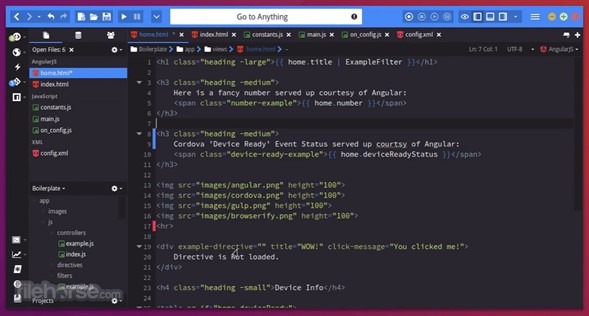 Go to Anything
Open Files: 6
AngularJS
home.html*
index.html
JavaScript
constants.js
main.js
on_config.js
XML
config.xml
Boilerplate
app
images
js
controllers
example.js
index.js
directives
filters
example.js
Projects
home.html*
index.html
constants.js
main.js
on_config.js
config.xml
Boilerplate
app
views
home.html
Ln: 7 Col: 1
UTF-8
AngularJS
1 <h1 class="heading -large">{{ home.title | ExampleFilter }}</h1>
2
3 <h3 class="heading -medium">
4 Here is a fancy number served up courtesy of Angular:
5 <span class="number-example">{{ home.number }}</span>
6 </h3>
7
8 <h3 class="heading -medium">
9 Cordova 'Device Ready' Event Status served up courtsy of Angular:
10 <span class="device-ready-example">{{ home.deviceReadyStatus }}</span>
11 </h3>
12
13 <img src="images/angular.png" height="100">
14 <img src="images/cordova.png" height="100">
15 <img src="images/gulp.png" height="100">
16 <img src="images/browserify.png" height="100">
17 <hr>
18
19 <div example-directive="" title="WOW!" click-message="You clicked me!">
20 Directive is not loaded.
21 </div>
22
23 <h4 class="heading -small">Device Info</h4>
24
filehorse.com